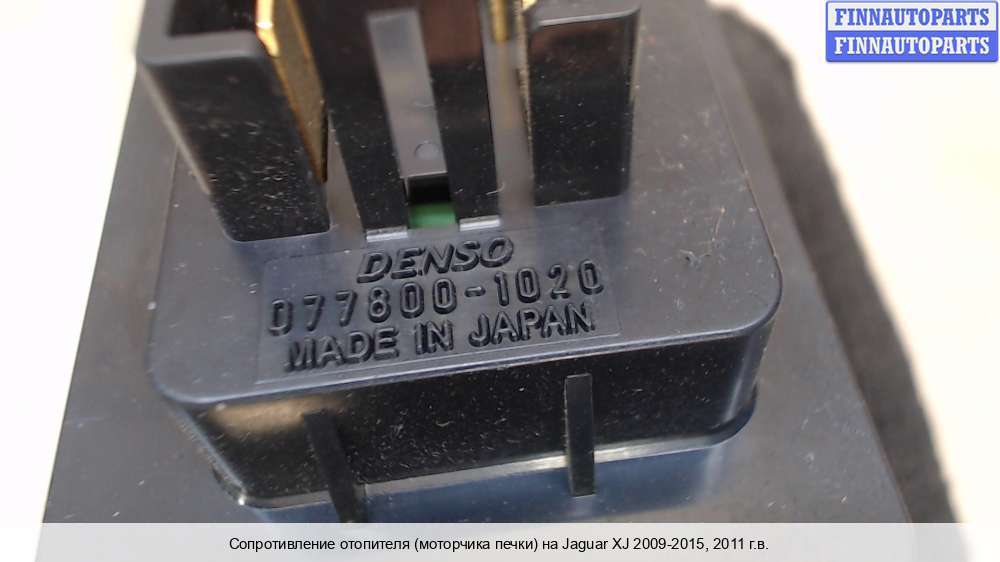 FINNAUTOPARTS
FINNAUTOPARTS
DENSO
077800-1020
MADE IN JAPAN
Сопротивление отопителя (моторчика печки) на Jaguar XJ 2009-2015, 2011 г.в.